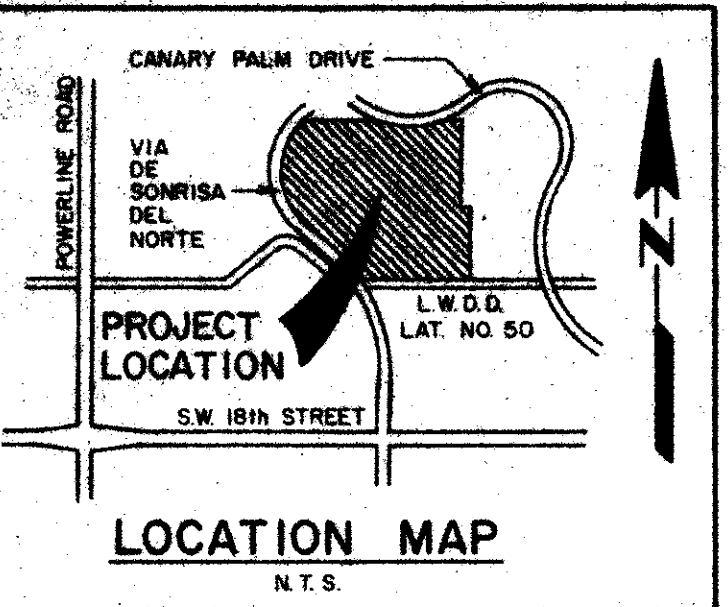 CANARY PALM DRIVE
POWERLINE ROAD
VIA
DE
SONRISA
DEL
NORTE
N
L.W.D.D.
LAT. NO. 50
PROJECT
LOCATION
S.W. 18th STREET
LOCATION MAP
N.T.S.